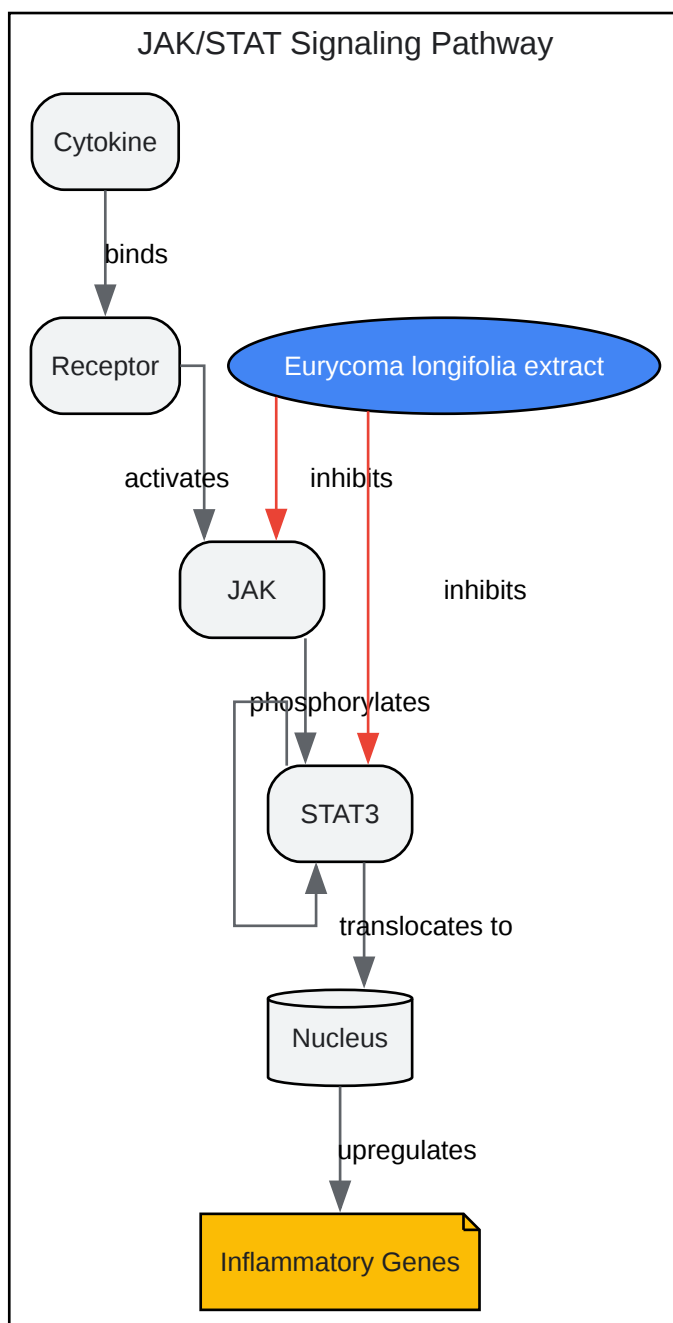 JAK/STAT Signaling Pathway
Cytokine
binds
Receptor
Eurycoma longifolia extract
activates
inhibits
JAK
inhibits
phosphorylates
STAT3
translocates to
Nucleus
upregulates
Inflammatory Genes